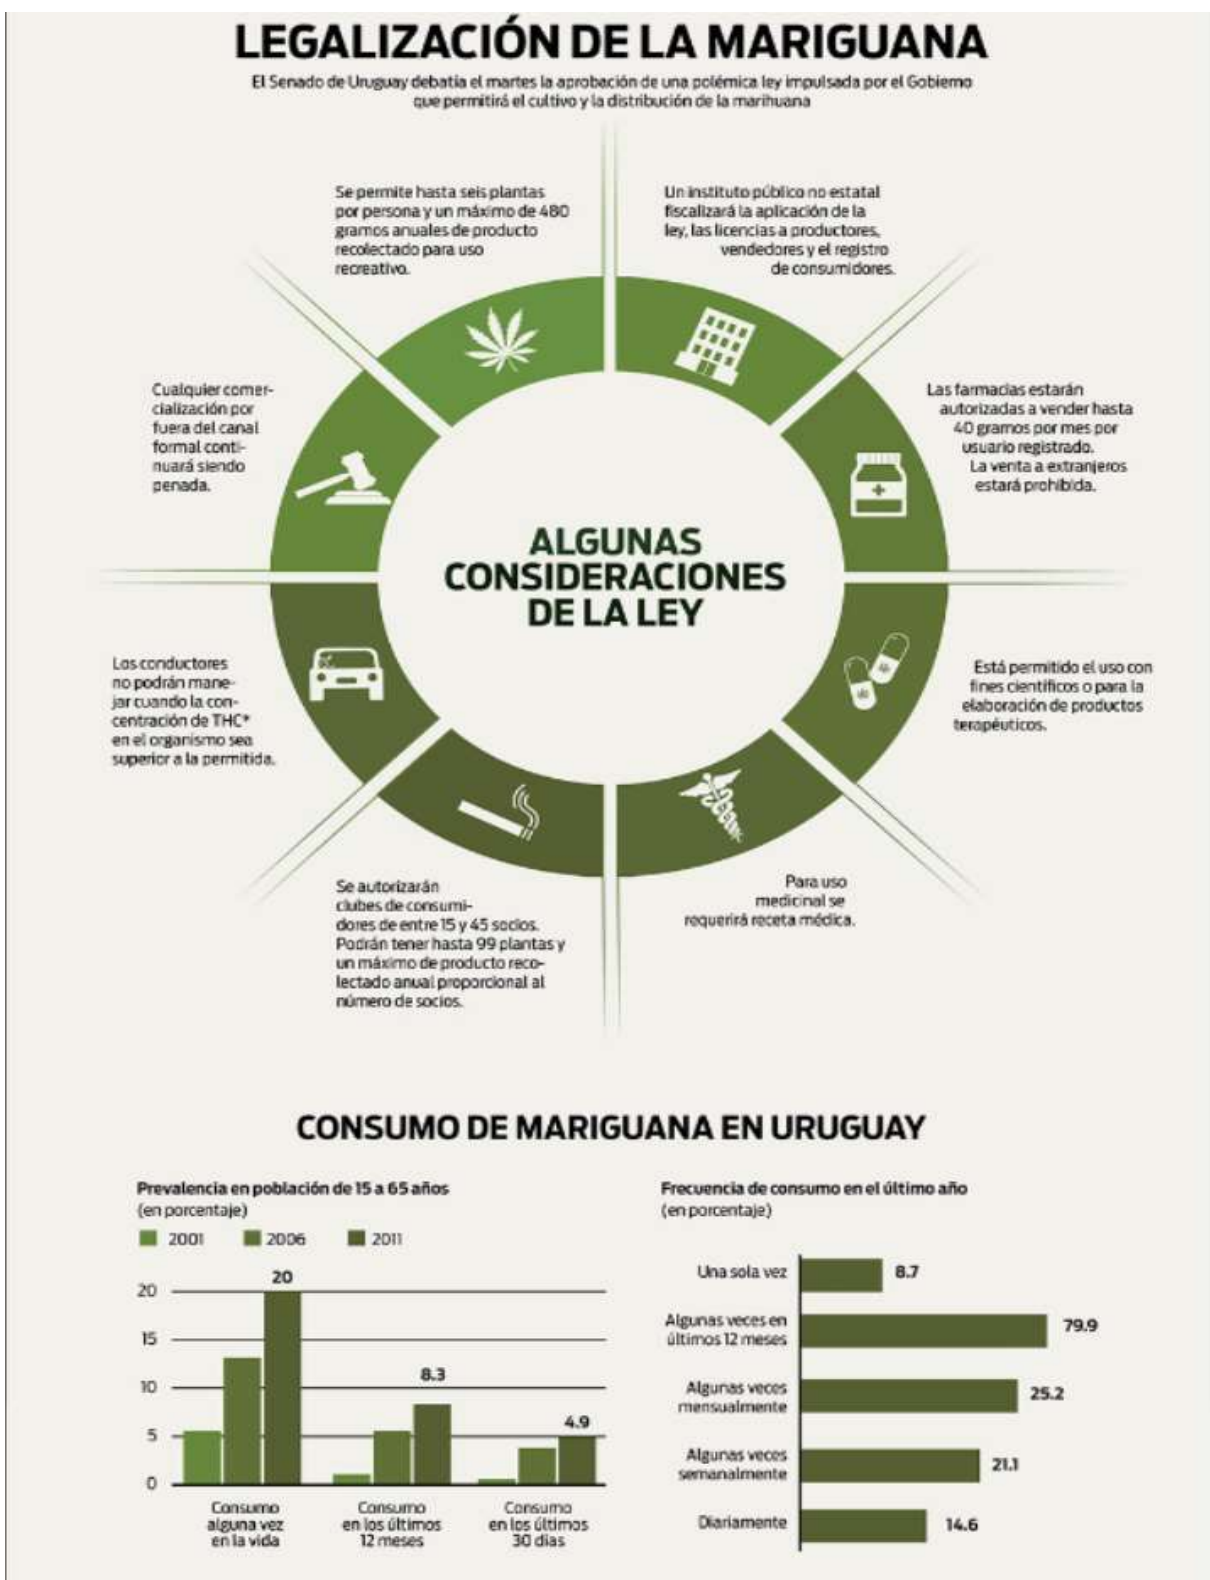 LEGALIZACIÓN DE LA MARIGUANA
El Senado de Uruguay debatía el martes la aprobación de una polémica ley impulsada por el Gobierno
que permitirá el cultivo y la distribución de la marihuana
Se permite hasta seis plantas
por persona y un máximo de 480
gramos anuales de producto
recolectado para uso
recreativo.
Un instituto público no estatal
fiscalizará la aplicación de la
ley, las licencias a productores,
vendedores y el registro
de consumidores.
Cualquier comer-
cialización por
fuera del canal
formal conti-
nuará siendo
penada.
Las farmacias estarán
autorizadas a vender hasta
40 gramos por mes por
usuario registrado.
La venta a extranjeros
estará prohibida.
ALGUNAS
CONSIDERACIONES
DE LA LEY
Los conductores
no podrán mane-
jar cuando la con-
centración de THC*
en el organismo sea
superior a la permitida.
Está permitido el uso con
fines científicos o para la
elaboración de productos
terapéuticos.
Se autorizarán
clubes de consumi-
dores de entre 15 y 45 socios.
Podrán tener hasta 99 plantas y
un máximo de producto reco-
lectado anual proporcional al
número de socios.
Para uso
medicinal se
requerirá receta médica.
CONSUMO DE MARIGUANA EN URUGUAY
Prevalencia en población de 15 a 65 años
(en porcentaje)
2001 2006 2011
20
15
10
5
0
20
8.3
4.9
Consumo
alguna vez
en la vida
Consumo
en los últimos
12 meses
Consumo
en los últimos
30 días
Frecuencia de consumo en el último año
(en porcentaje)
Una sola vez 8.7
Algunas veces en
últimos 12 meses 79.9
Algunas veces
mensualmente 25.2
Algunas veces
semanalmente 21.1
Diariamente 14.6